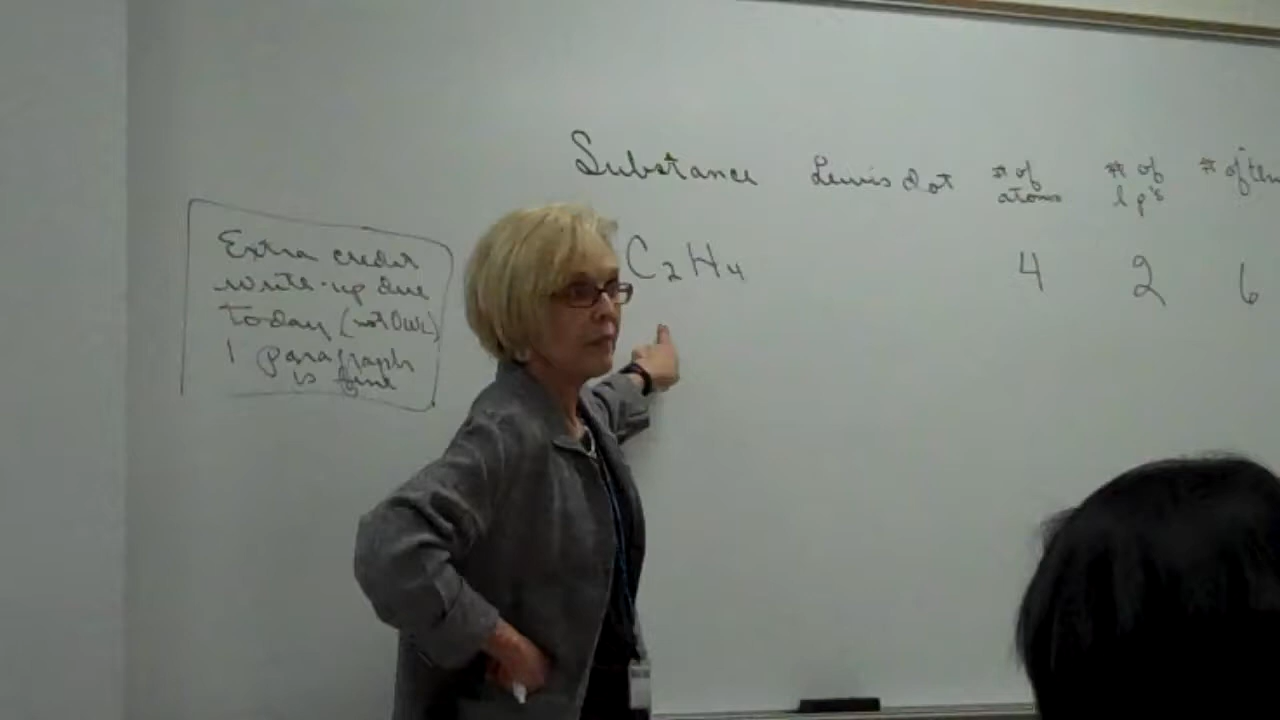 Substance Lewis dot # of atoms # of lp's # of
C2H4 4 2 6
Extra credit
write-up due
today (not OWL)
1 paragraph
is fine